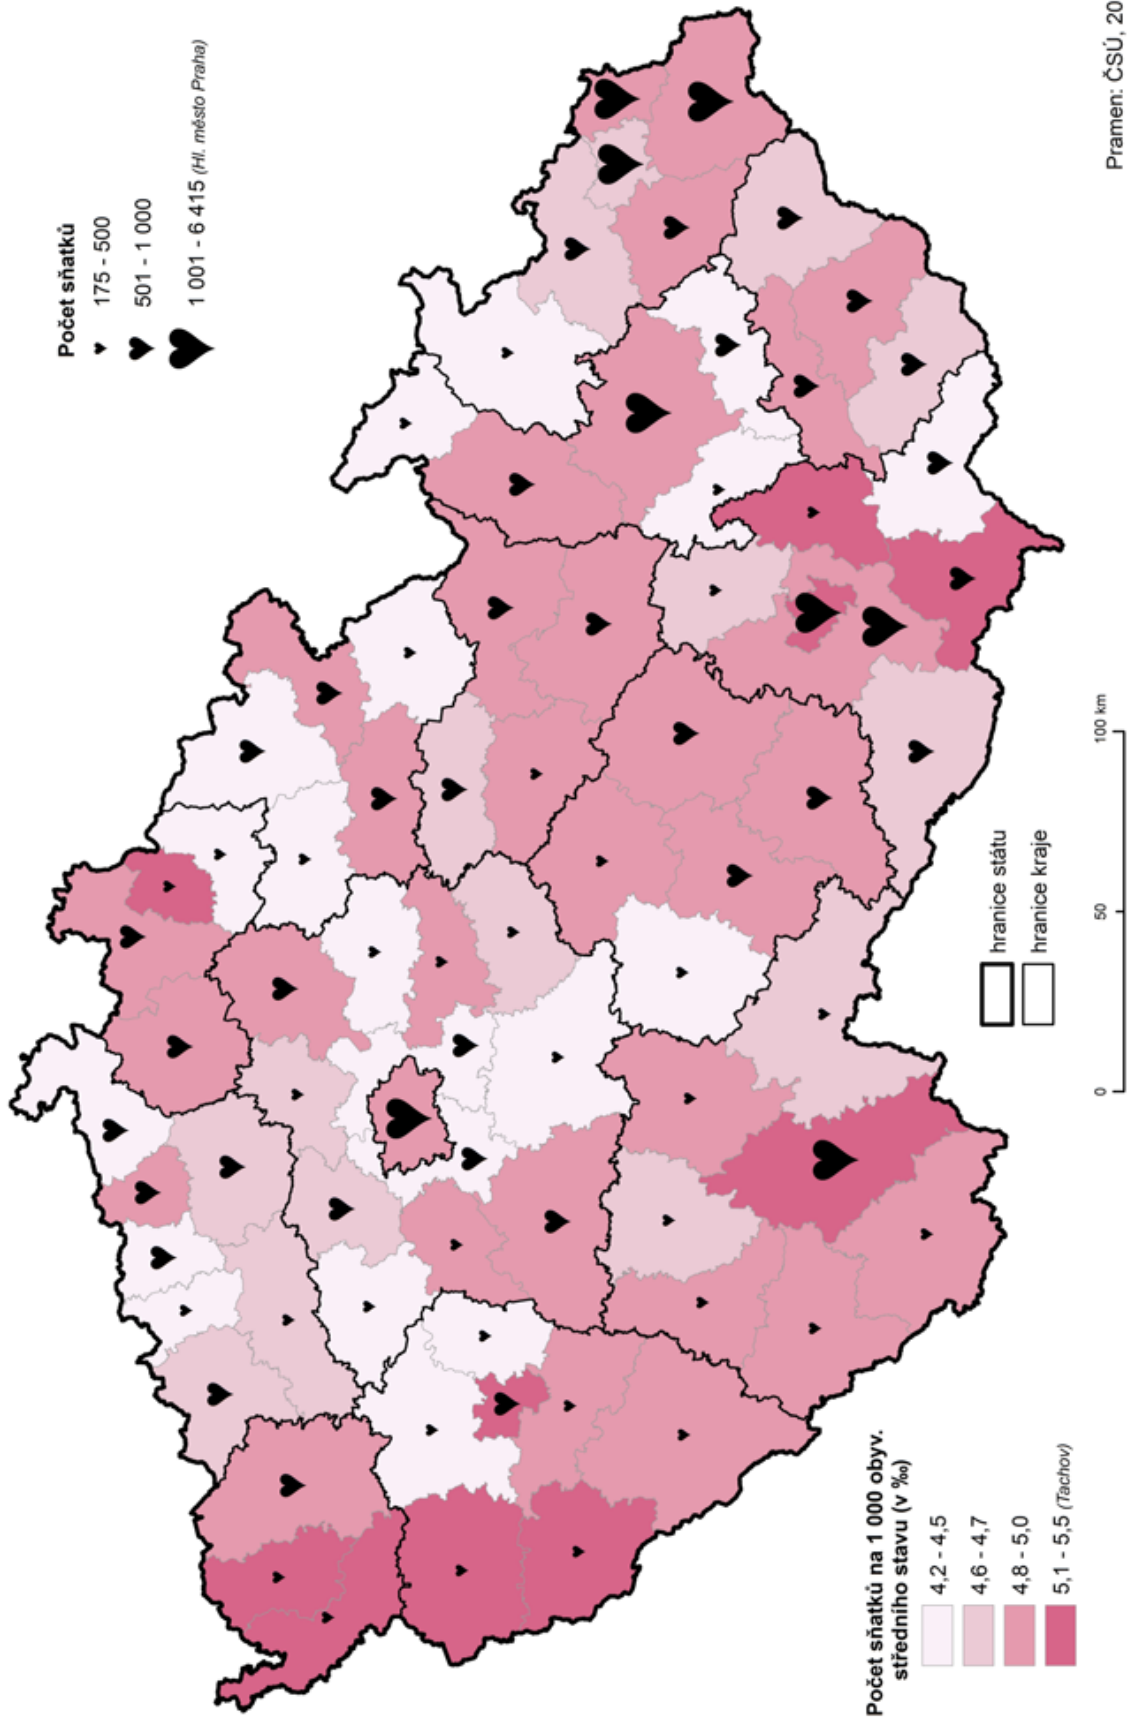 Počet sňatků
175 - 500
501 - 1 000
1 001 - 6 415 (Hl. město Praha)
Počet sňatků na 1 000 obyv.
středního stavu (v ‰)
4,2 - 4,5
4,6 - 4,7
4,8 - 5,0
5,1 - 5,5 (Tachov)
hranice státu
hranice kraje
0 50 100 km
Pramen: ČSÚ, 20